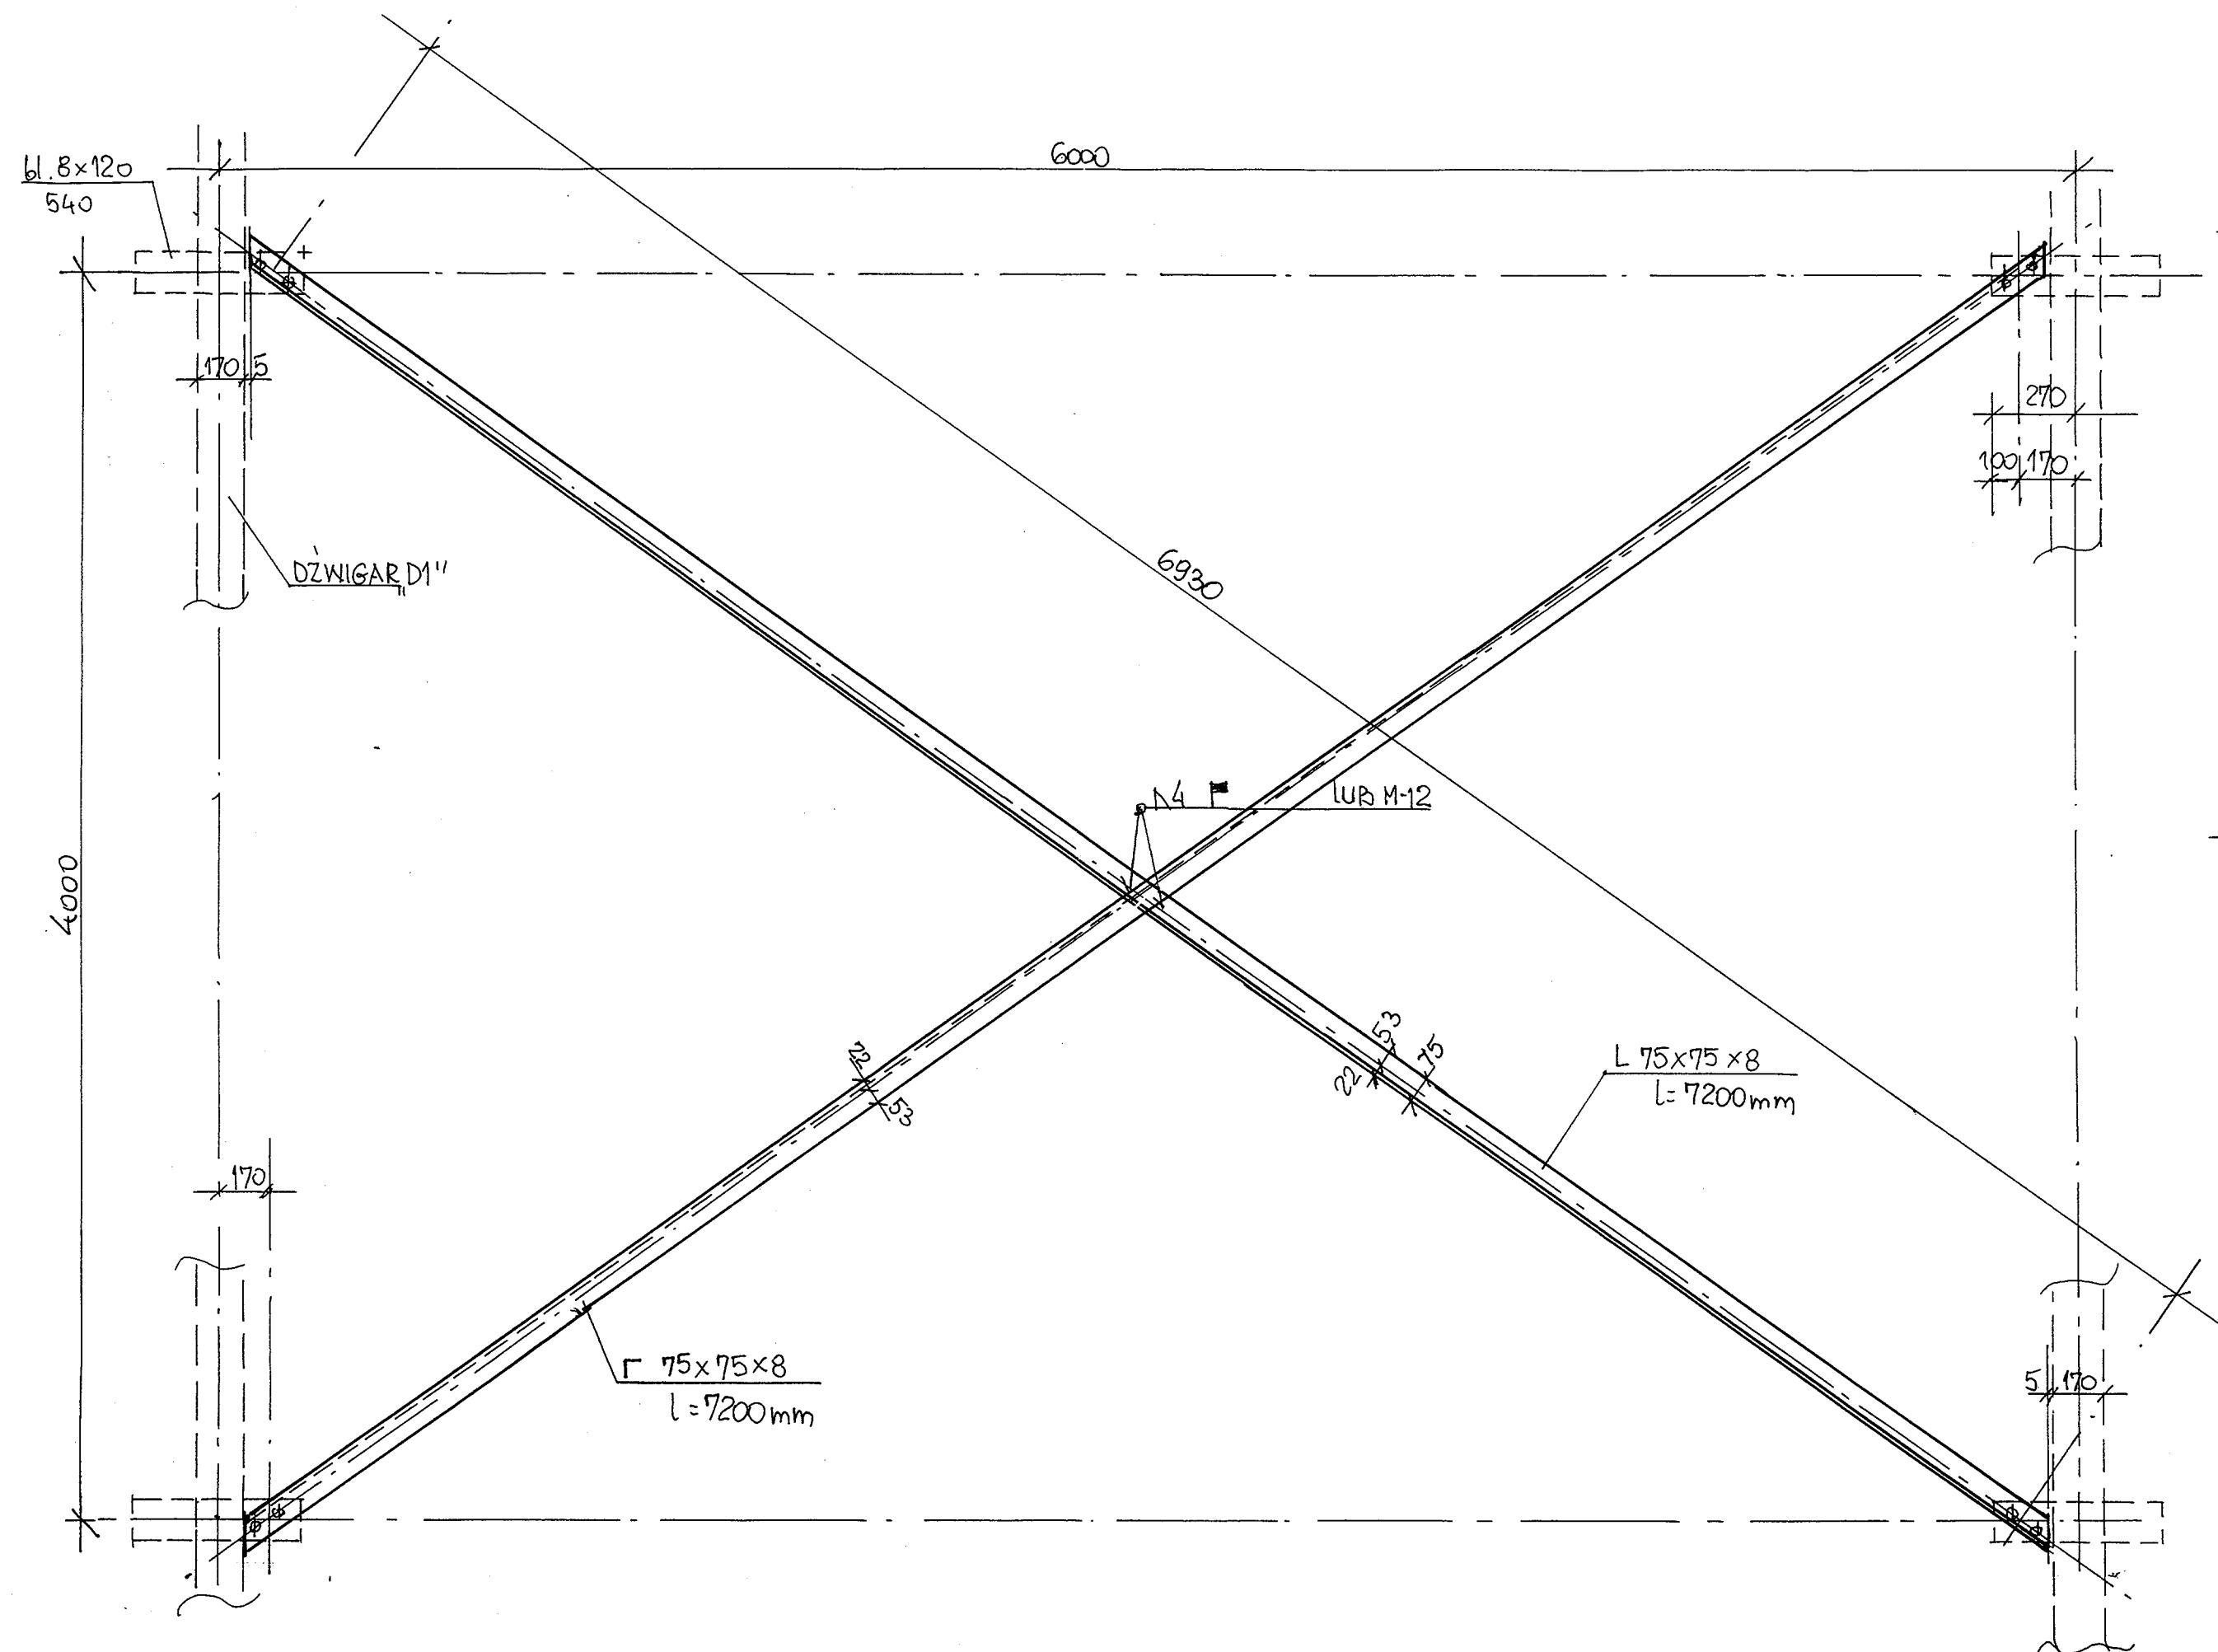 6000
bl. 8×120
540
170 5
270
100 170
DŹWIGAR „D1"
6930
4 LUB M-12
4000
53
75
22
22
53
L 75×75×8
l=7200mm
170
Γ 75×75×8
l=7200mm
5 170